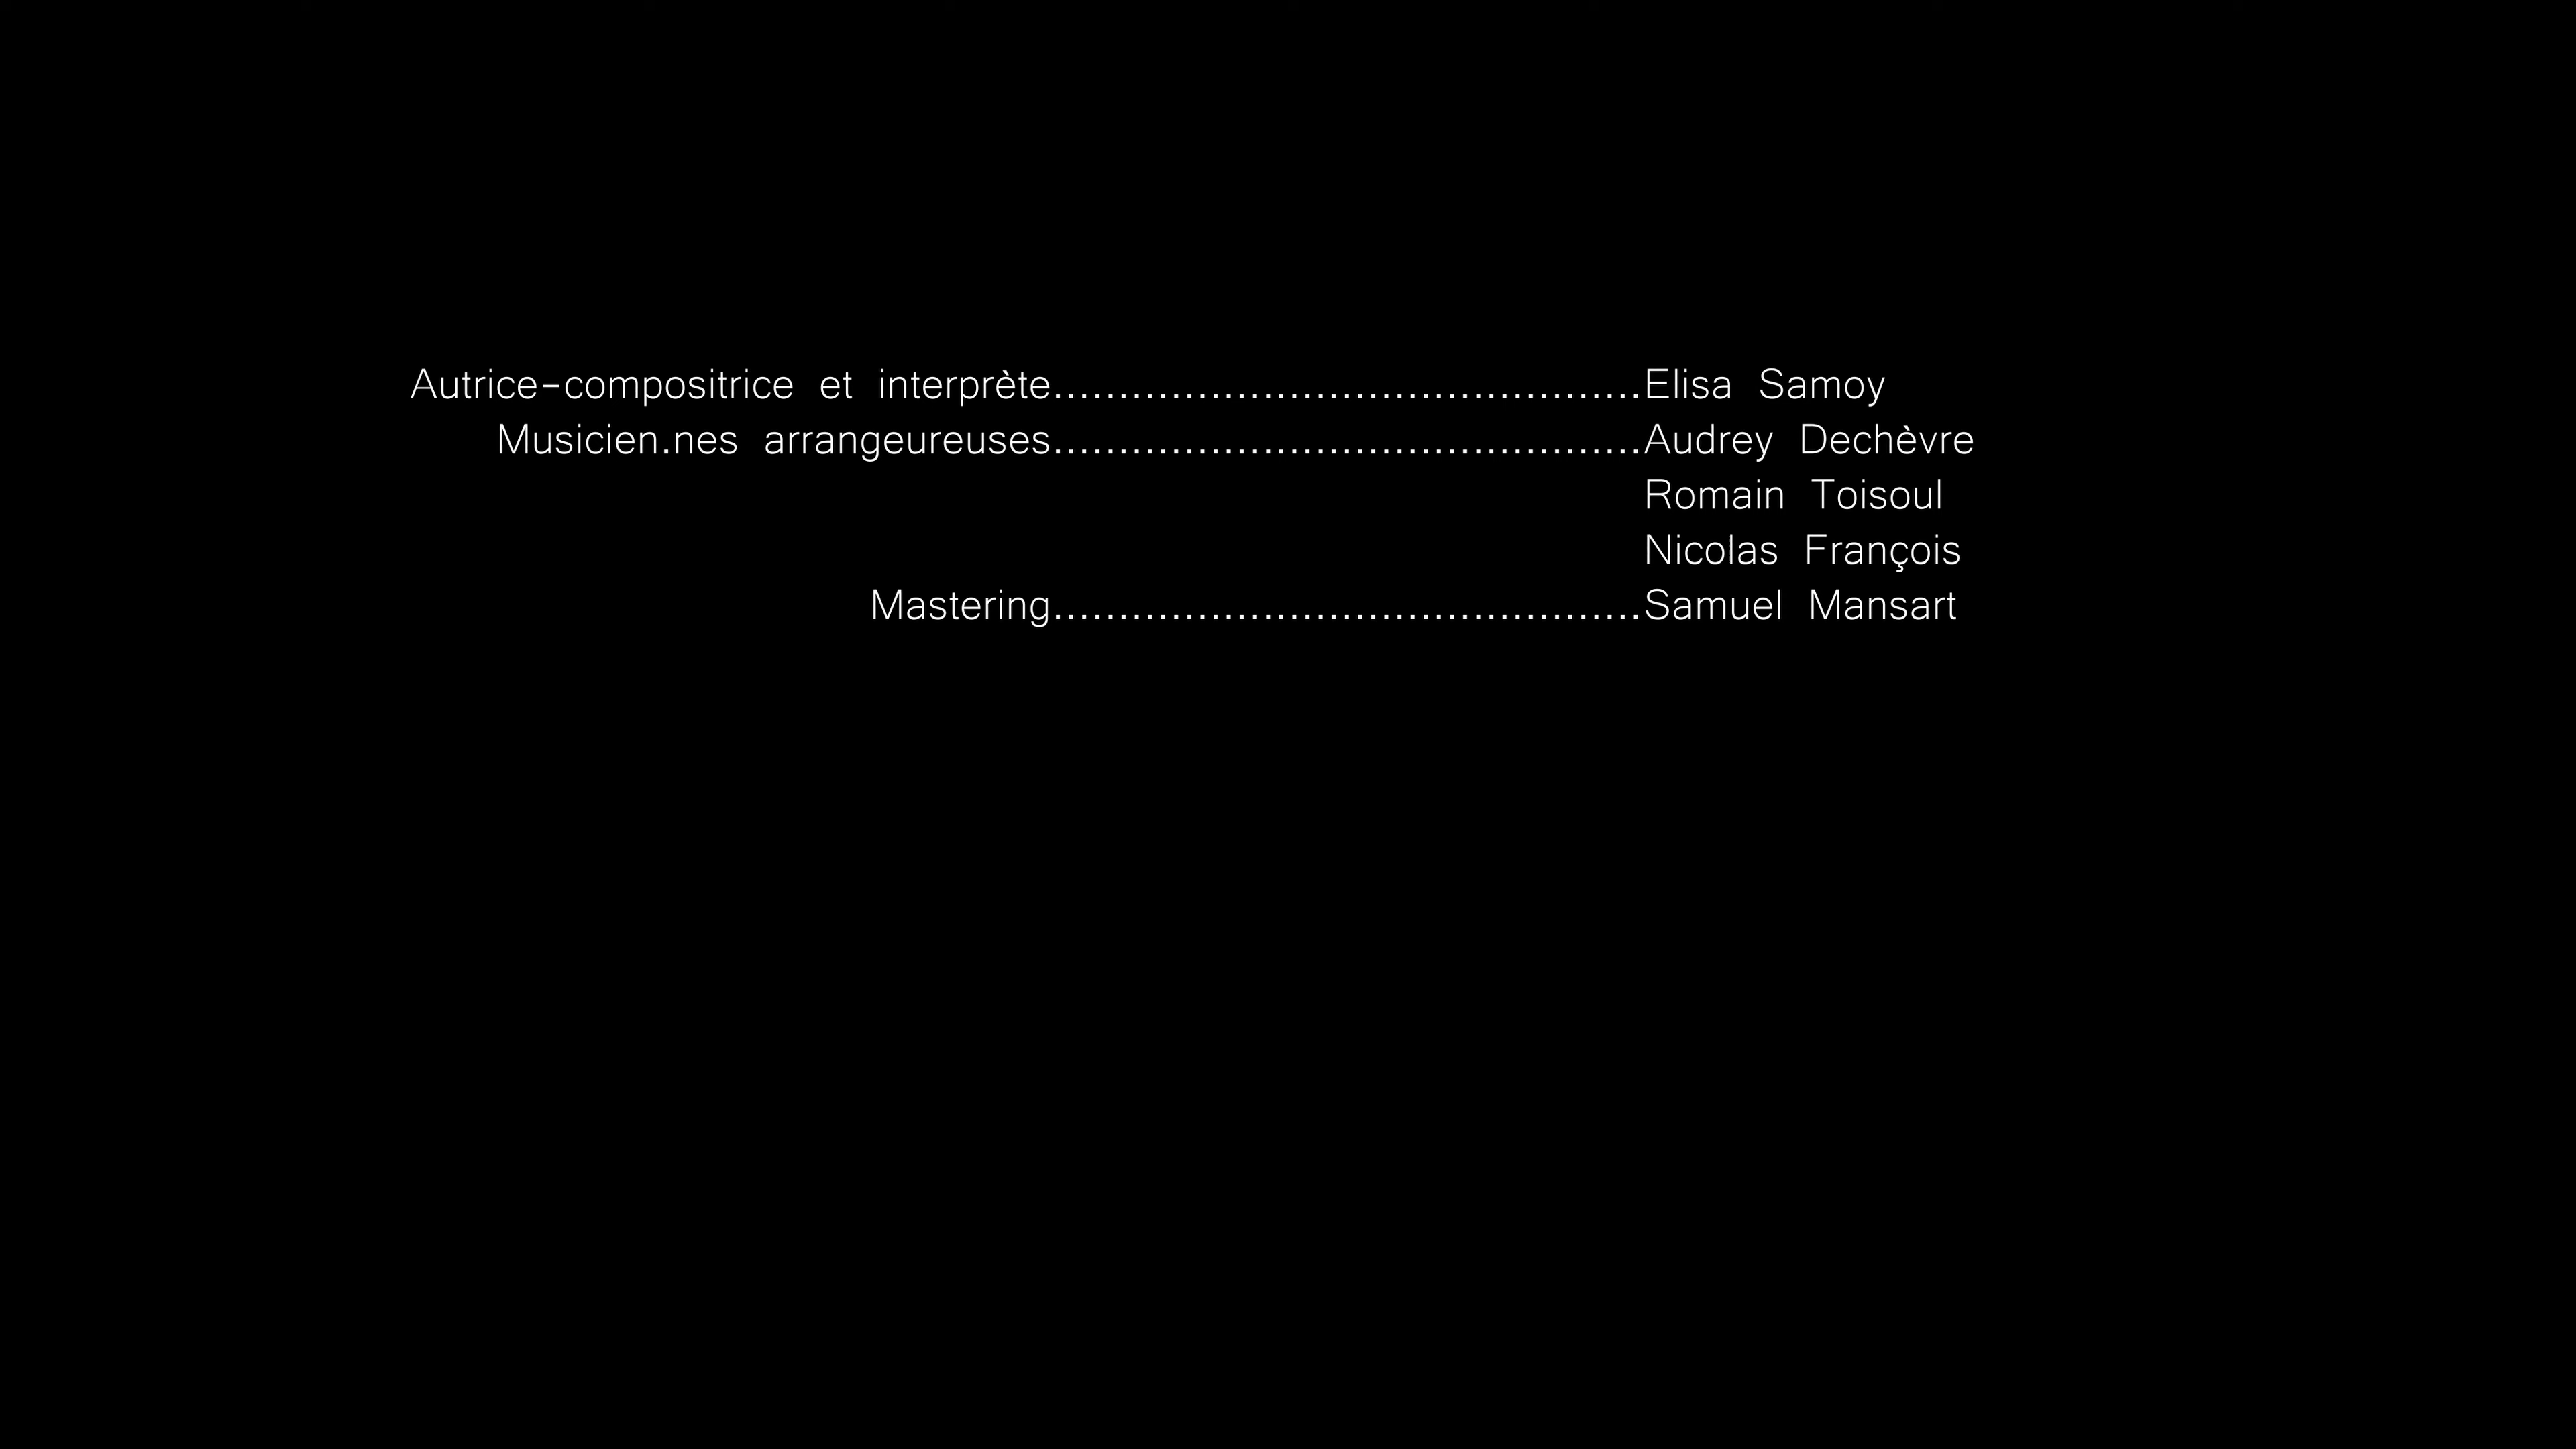 Autrice-compositrice et interprète.............................................Elisa Samoy
Musicien.nes arrangeureuses.............................................Audrey Dechèvre
Romain Toisoul
Nicolas François
Mastering.............................................Samuel Mansart